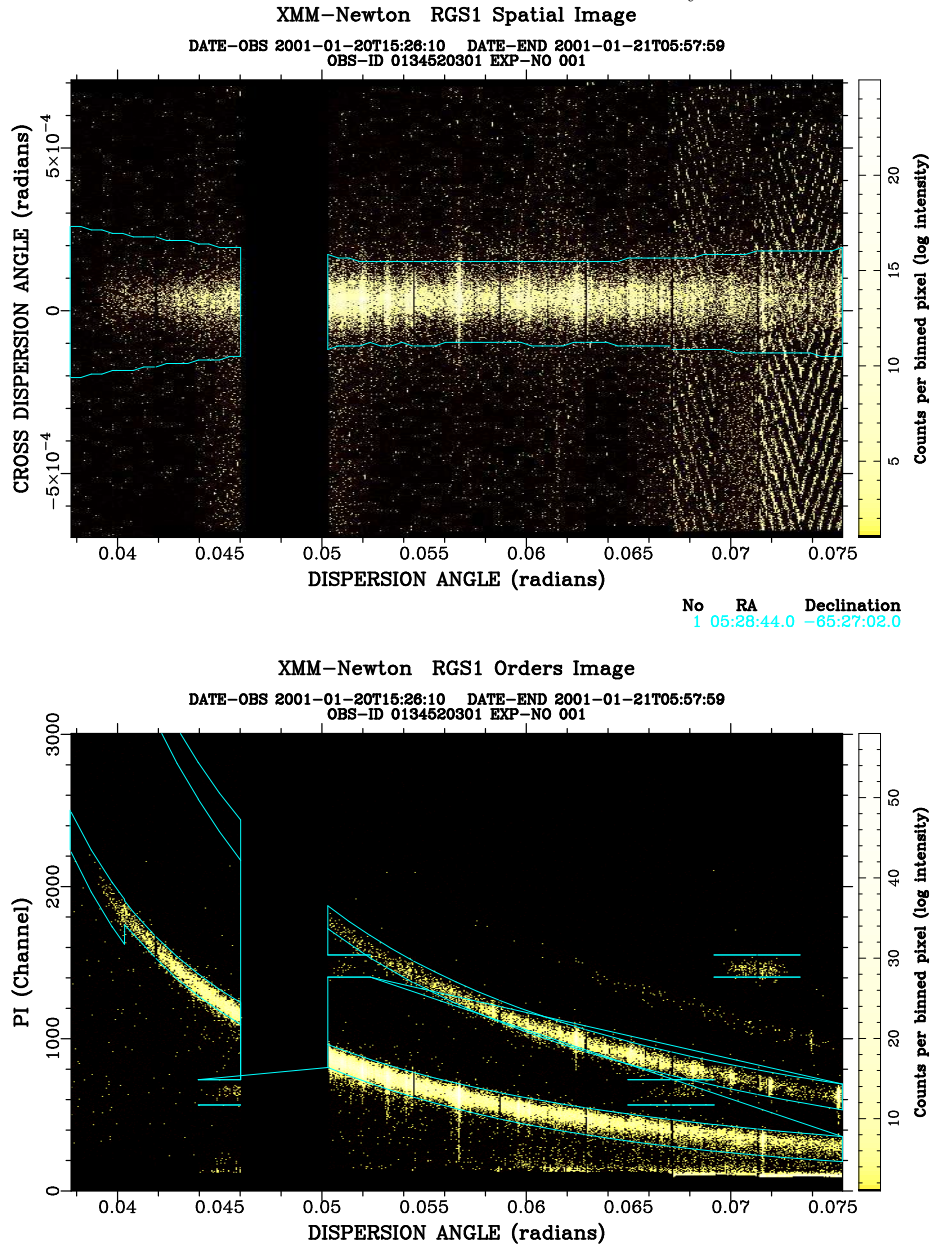 XMM−Newton RGS1 Spatial Image
DATE−OBS 2001−01−20T15:26:10 DATE−END 2001−01−21T05:57:59
OBS−ID 0134520301 EXP−NO 001
CROSS DISPERSION ANGLE (radians)
5×10⁻⁴
0
−5×10⁻⁴
0.04 0.045 0.05 0.055 0.06 0.065 0.07 0.075
DISPERSION ANGLE (radians)
5 10 15 20
Counts per binned pixel (log intensity)
No RA Declination
1 05:28:44.0 −65:27:02.0
XMM−Newton RGS1 Orders Image
DATE−OBS 2001−01−20T15:26:10 DATE−END 2001−01−21T05:57:59
OBS−ID 0134520301 EXP−NO 001
PI (Channel)
3000
2000
1000
0
0.04 0.045 0.05 0.055 0.06 0.065 0.07 0.075
DISPERSION ANGLE (radians)
10 20 30 40 50
Counts per binned pixel (log intensity)